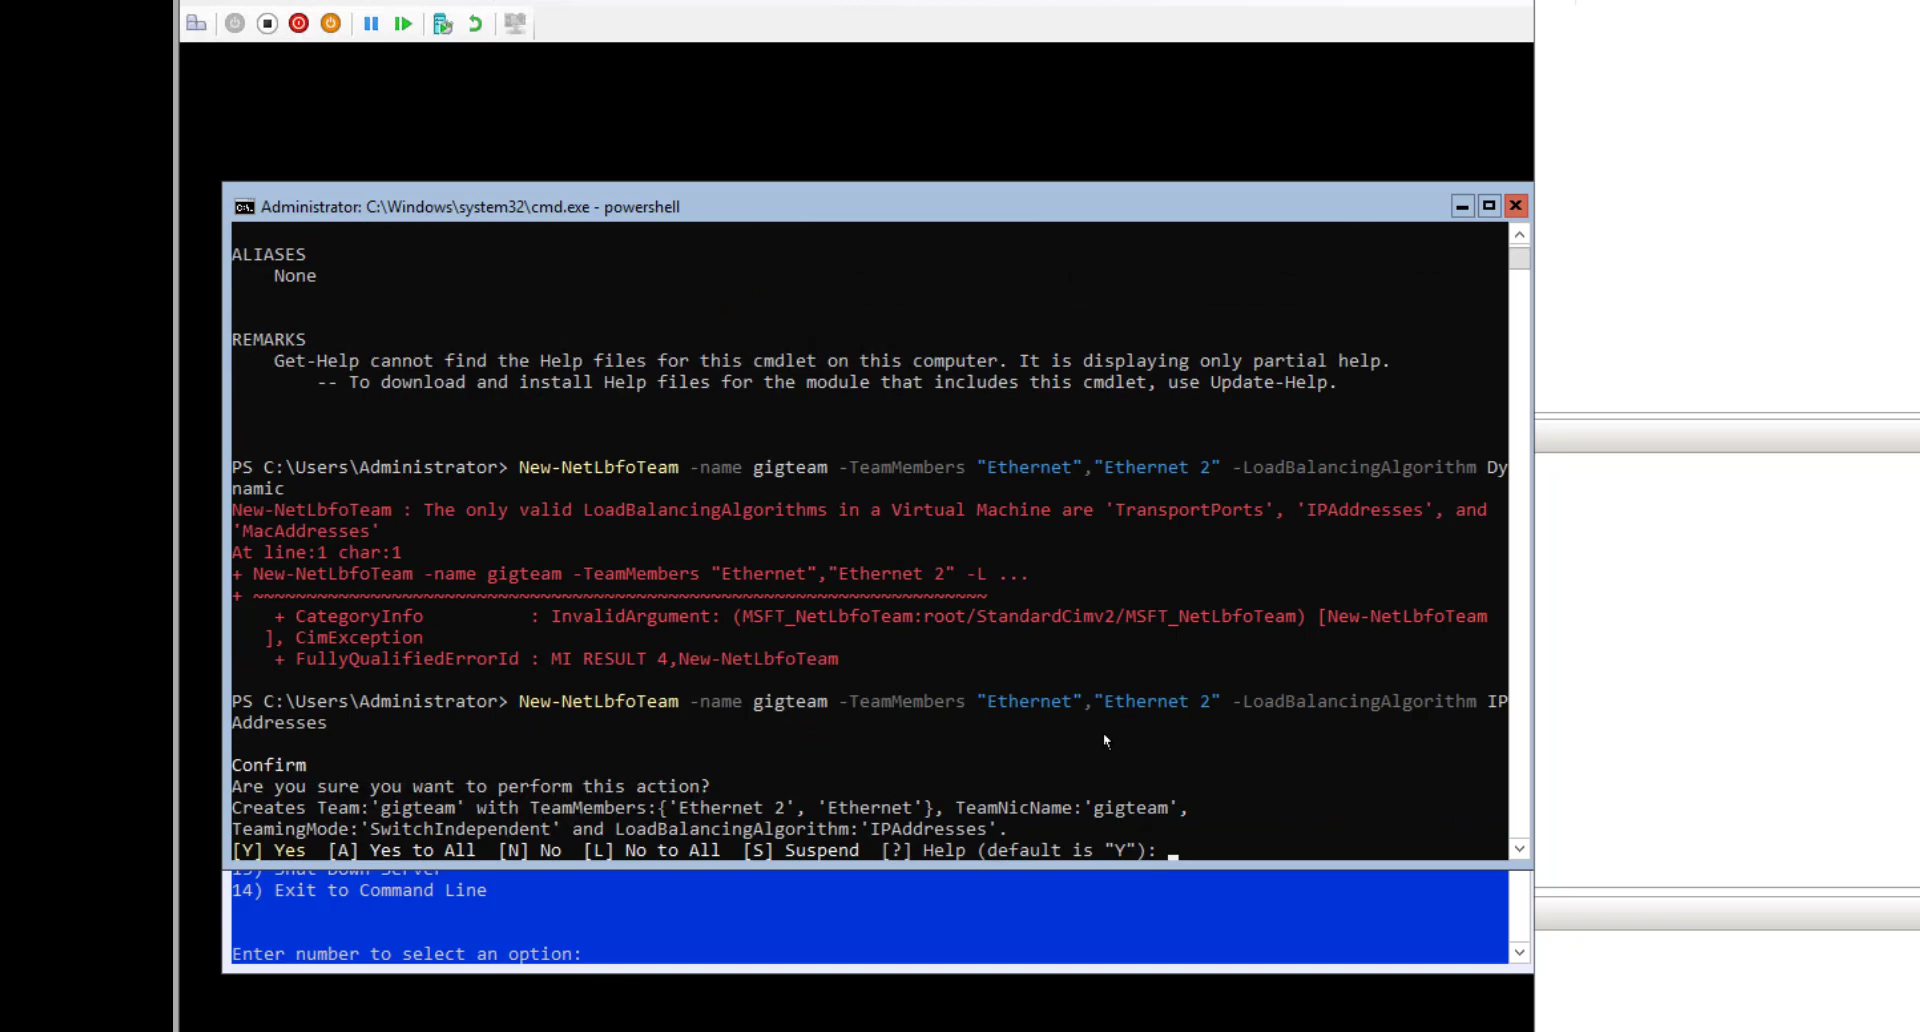 Administrator: C:\Windows\system32\cmd.exe - powershell
ALIASES
None
REMARKS
Get-Help cannot find the Help files for this cmdlet on this computer. It is displaying only partial help.
-- To download and install Help files for the module that includes this cmdlet, use Update-Help.
PS C:\Users\Administrator> New-NetLbfoTeam -name gigteam -TeamMembers "Ethernet","Ethernet 2" -LoadBalancingAlgorithm Dy
namic
New-NetLbfoTeam : The only valid LoadBalancingAlgorithms in a Virtual Machine are 'TransportPorts', 'IPAddresses', and
'MacAddresses'
At line:1 char:1
+ New-NetLbfoTeam -name gigteam -TeamMembers "Ethernet","Ethernet 2" -L ...
+ ~~~~~~~~~~~~~~~~~~~~~~~~~~~~~~~~~~~~~~~~~~~~~~~~~~~~~~~~~~~~~~~~~~~~~
+ CategoryInfo : InvalidArgument: (MSFT_NetLbfoTeam:root/StandardCimv2/MSFT_NetLbfoTeam) [New-NetLbfoTeam
], CimException
+ FullyQualifiedErrorId : MI RESULT 4,New-NetLbfoTeam
PS C:\Users\Administrator> New-NetLbfoTeam -name gigteam -TeamMembers "Ethernet","Ethernet 2" -LoadBalancingAlgorithm IP
Addresses
Confirm
Are you sure you want to perform this action?
Creates Team:'gigteam' with TeamMembers:{'Ethernet 2', 'Ethernet'}, TeamNicName:'gigteam',
TeamingMode:'SwitchIndependent' and LoadBalancingAlgorithm:'IPAddresses'.
[Y] Yes [A] Yes to All [N] No [L] No to All [S] Suspend [?] Help (default is "Y"):
13) Shut Down Server
14) Exit to Command Line
Enter number to select an option: